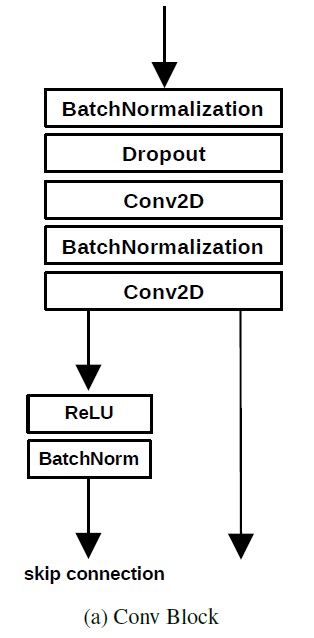 BatchNormalization
Dropout
Conv2D
BatchNormalization
Conv2D
ReLU
BatchNorm
skip connection
(a) Conv Block